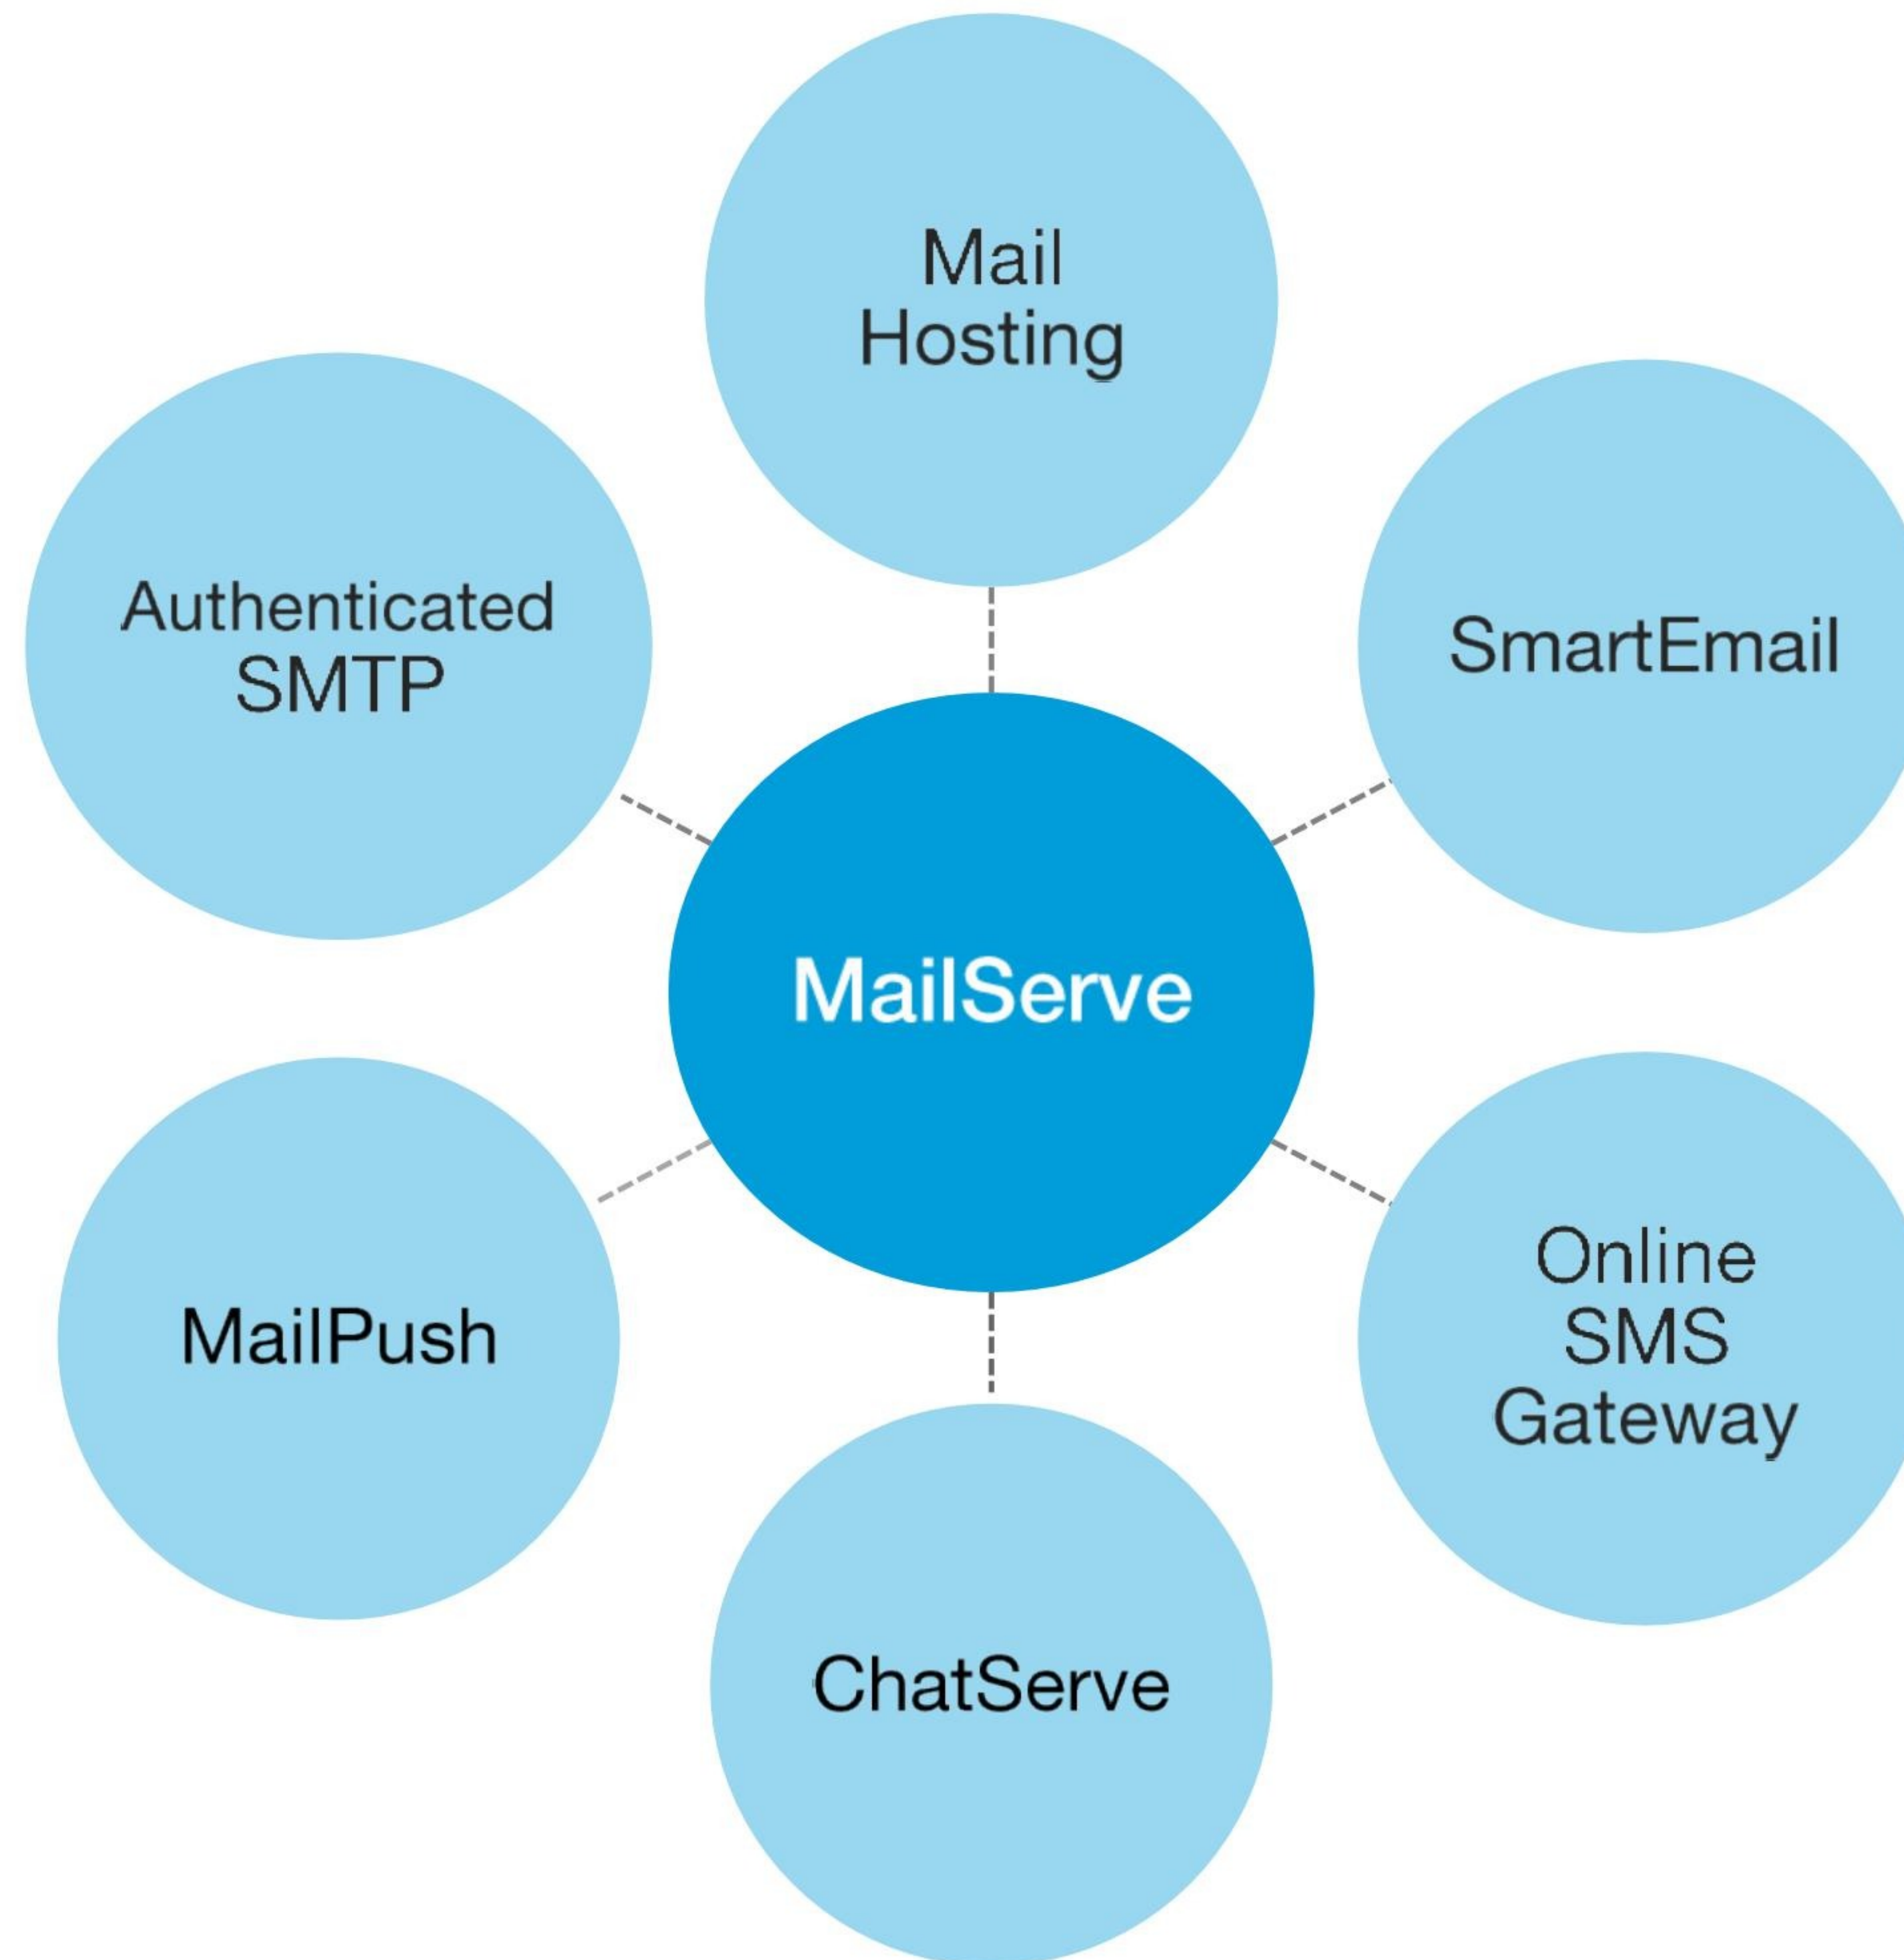 Mail
Hosting
Authenticated
SMTP
SmartEmail
MailServe
MailPush
Online
SMS
Gateway
ChatServe